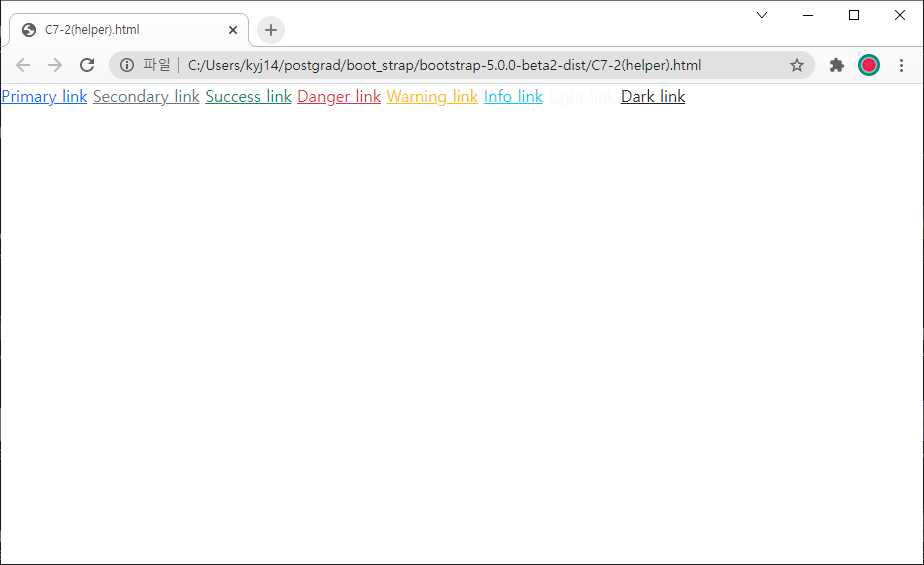 C7-2(helper).html
파일 C:/Users/kyj14/postgrad/boot_strap/bootstrap-5.0.0-beta2-dist/C7-2(helper).html
Primary link Secondary link Success link Danger link Warning link Info link Light link Dark link